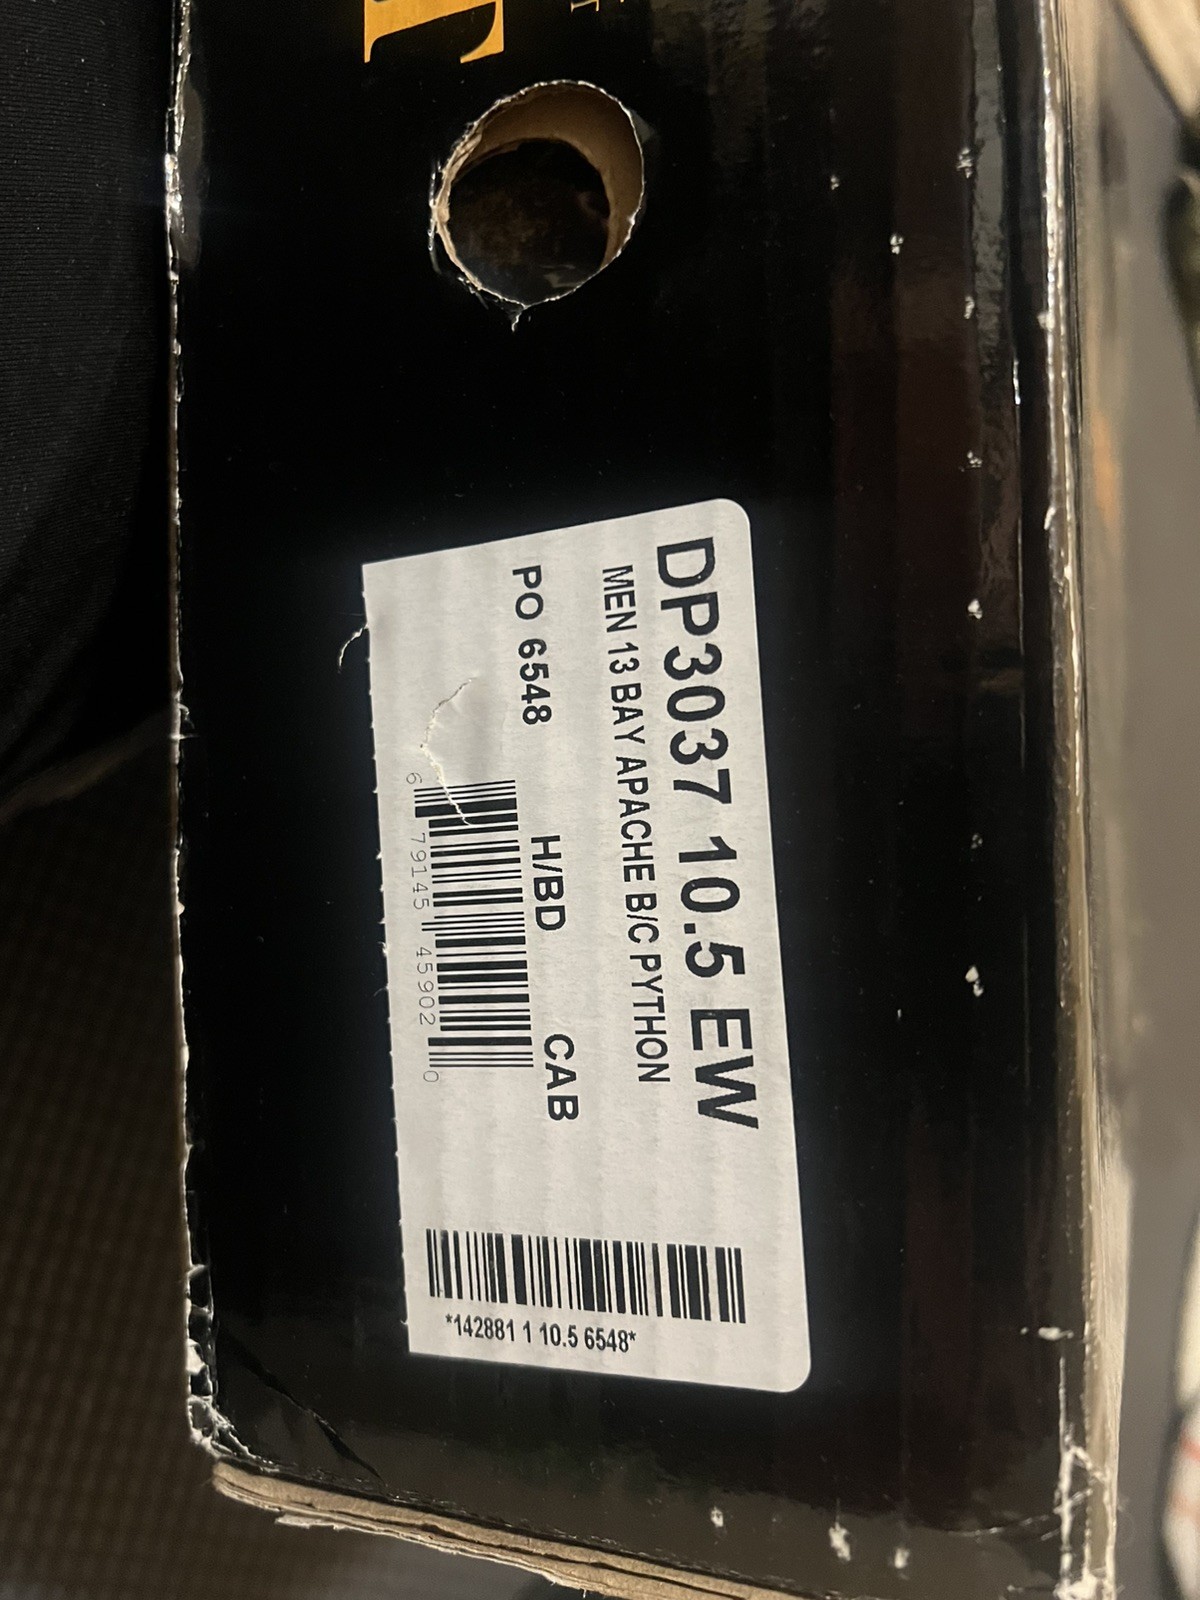 DP3037 10.5 EW
MEN 13 BAY APACHE B/C PYTHON
PO 6548 H/BD CAB
6 79145 45902 0
*142881 1 10.5 6548*
T